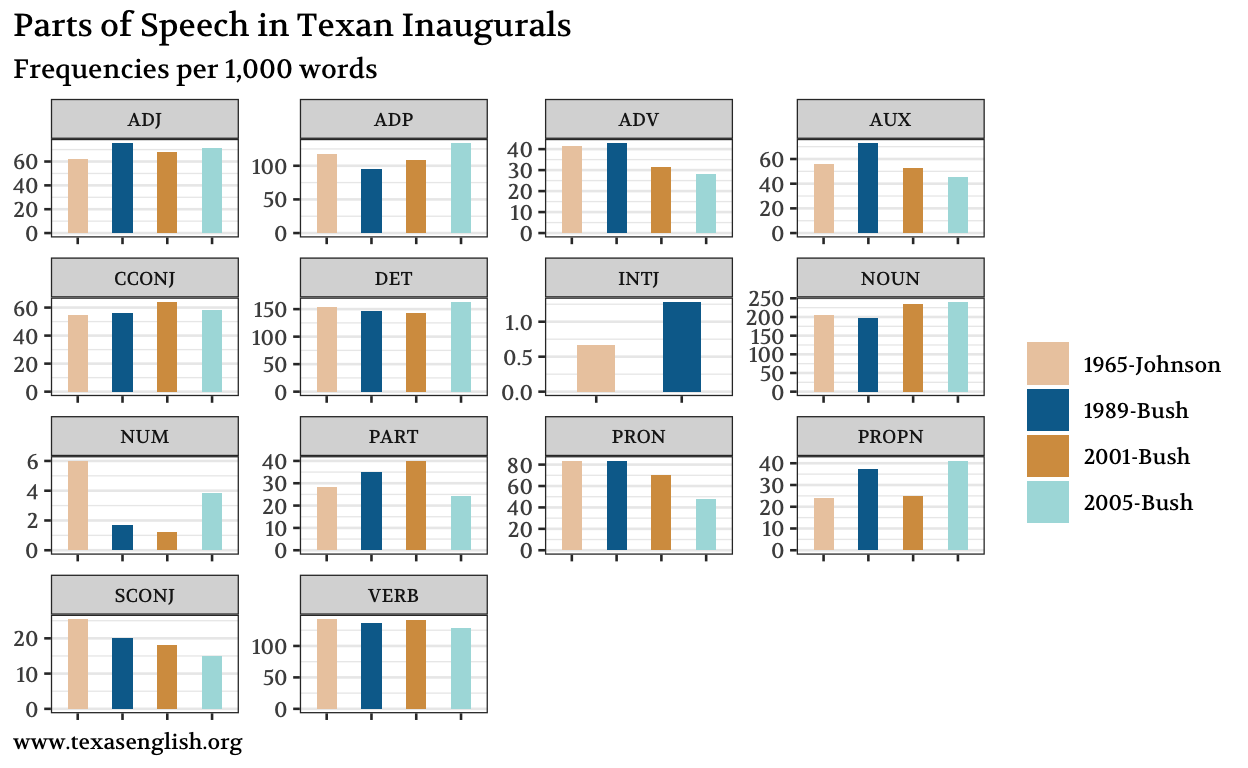 Parts of Speech in Texan Inaugurals
Frequencies per 1,000 words
ADJ
60
40
20
0
ADP
100
50
0
ADV
40
30
20
10
0
AUX
60
40
20
0
CCONJ
60
40
20
0
DET
150
100
50
0
INTJ
1.0
0.5
0.0
NOUN
250
200
150
100
50
0
NUM
6
4
2
0
PART
40
30
20
10
0
PRON
80
60
40
20
0
PROPN
40
30
20
10
0
SCONJ
20
10
0
VERB
100
50
0
1965-Johnson
1989-Bush
2001-Bush
2005-Bush
www.texasenglish.org